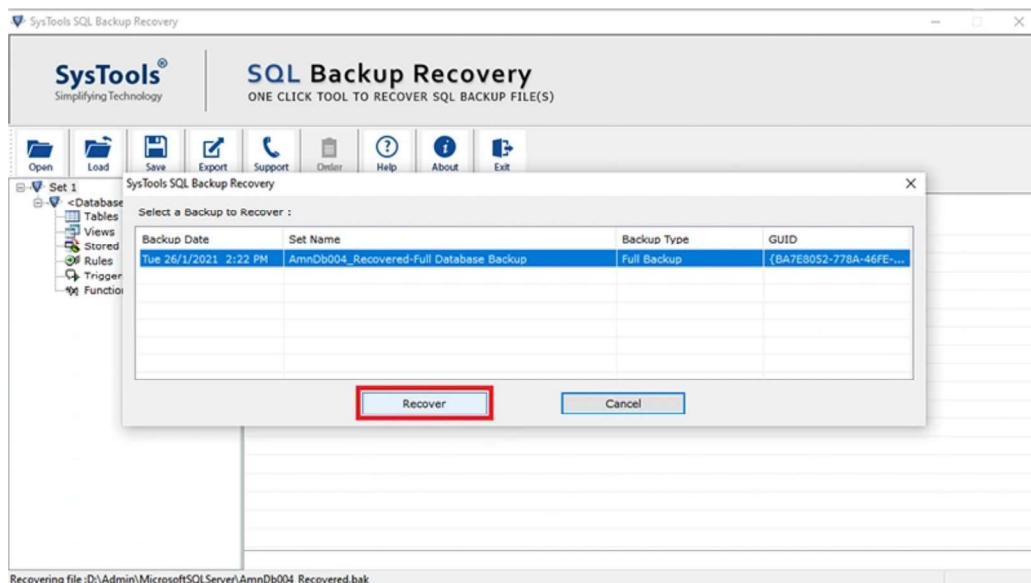 SysTools SQL Backup Recovery
SysTools®
Simplifying Technology
SQL Backup Recovery
ONE CLICK TOOL TO RECOVER SQL BACKUP FILE(S)
Open Load Save Export Support Order Help About Exit
Set 1
<Database
Tables
Views
Stored
Rules
Trigger
Function
SysTools SQL Backup Recovery
Select a Backup to Recover :
Backup Date Set Name Backup Type GUID
Tue 26/1/2021 2:22 PM AmnDb004_Recovered-Full Database Backup Full Backup {BA7E8052-778A-46FE-...
Recover Cancel
Recovering file :D:\Admin\MicrosoftSQLServer\AmnDb004_Recovered.bak